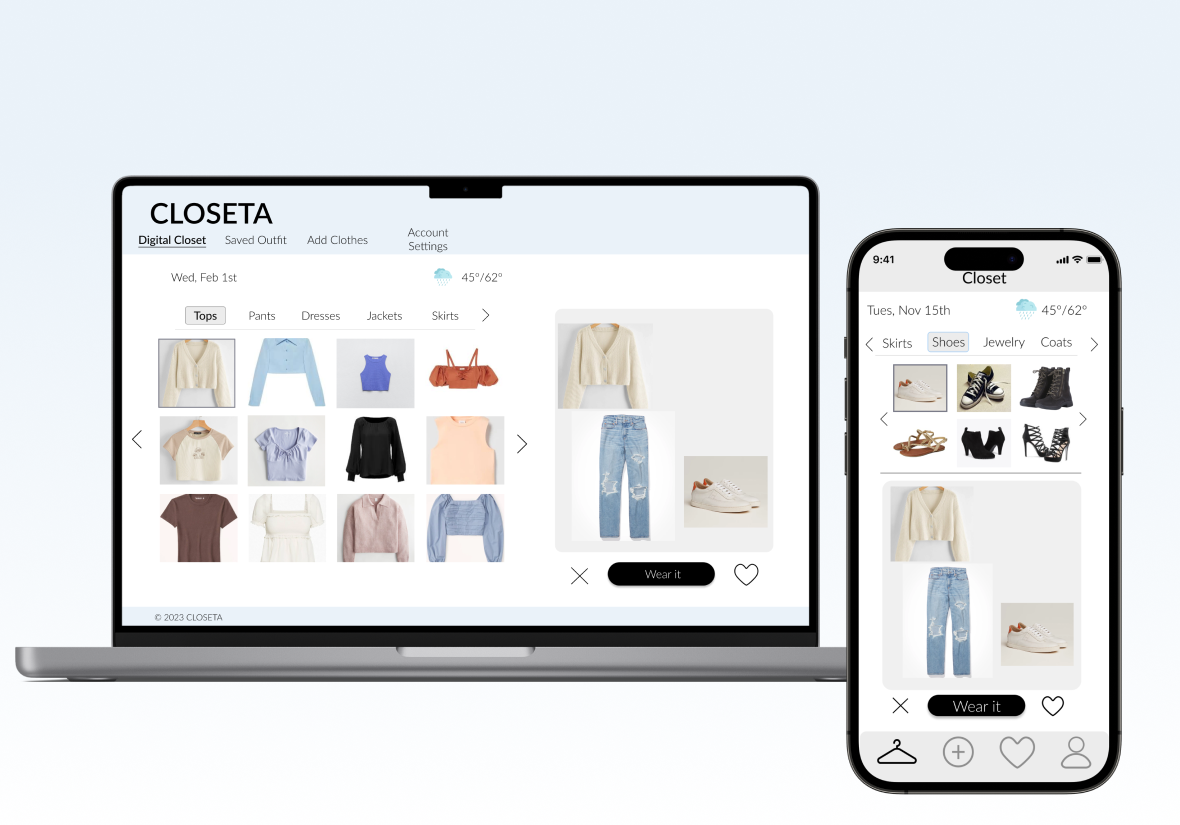 CLOSETA
Digital Closet Saved Outfit Add Clothes Account Settings
Wed, Feb 1st 45°/62°
Tops Pants Dresses Jackets Skirts
Wear it
© 2023 CLOSETA
9:41
Closet
Tues, Nov 15th 45°/62°
Skirts Shoes Jewelry Coats
Wear it